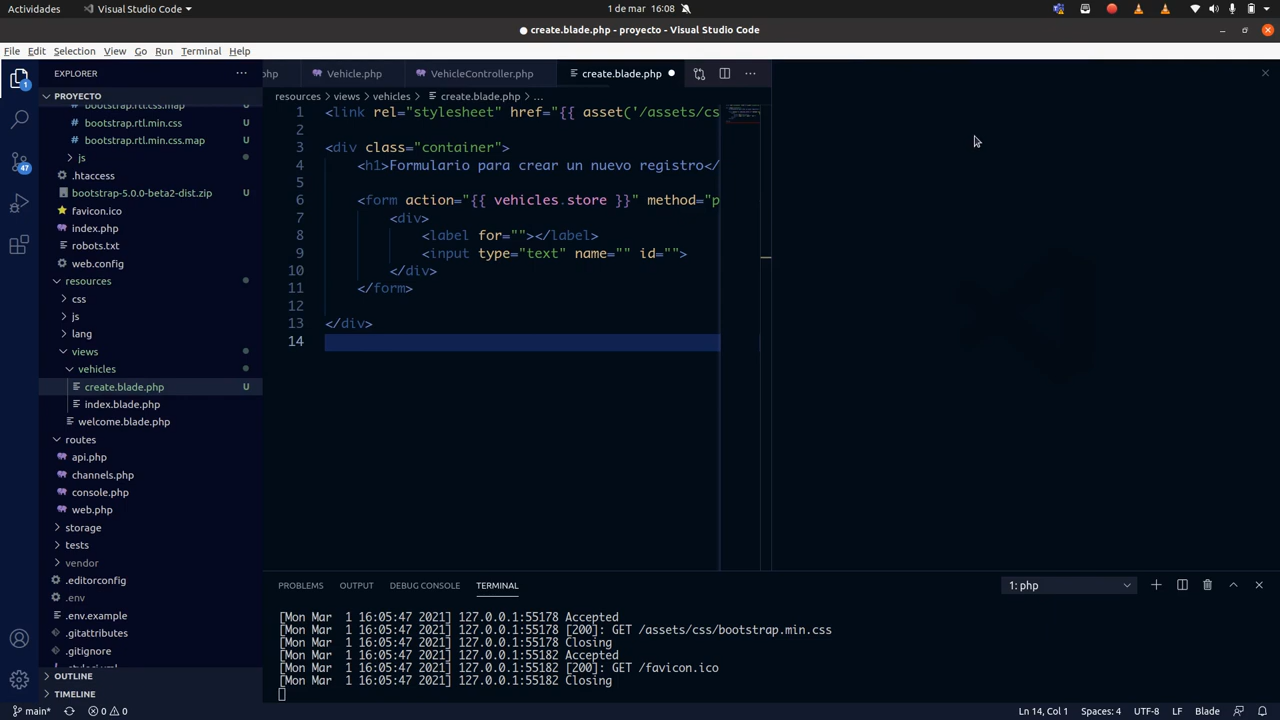 Actividades
Visual Studio Code
1 de mar 16:08
● create.blade.php - proyecto - Visual Studio Code
File Edit Selection View Go Run Terminal Help
EXPLORER
php
Vehicle.php
VehicleController.php
create.blade.php
PROYECTO
resources > views > vehicles > create.blade.php > ...
bootstrap.rtl.css.map U
bootstrap.rtl.min.css U
bootstrap.rtl.min.css.map U
js
.htaccess
bootstrap-5.0.0-beta2-dist.zip U
favicon.ico
index.php
robots.txt
web.config
resources
css
js
lang
views
vehicles
create.blade.php U
index.blade.php
welcome.blade.php
routes
api.php
channels.php
console.php
web.php
storage
tests
vendor
.editorconfig
.env
.env.example
.gitattributes
.gitignore
.styleci.yml
OUTLINE
TIMELINE
1
47
1 <link rel="stylesheet" href="{{ asset('/assets/cs
2
3 <div class="container">
4 <h1>Formulario para crear un nuevo registro</
5
6 <form action="{{ vehicles.store }}" method="p
7 <div>
8 <label for=""></label>
9 <input type="text" name="" id="">
10 </div>
11 </form>
12
13 </div>
14
PROBLEMS OUTPUT DEBUG CONSOLE TERMINAL
1: php
[Mon Mar 1 16:05:47 2021] 127.0.0.1:55178 Accepted
[Mon Mar 1 16:05:47 2021] 127.0.0.1:55178 [200]: GET /assets/css/bootstrap.min.css
[Mon Mar 1 16:05:47 2021] 127.0.0.1:55178 Closing
[Mon Mar 1 16:05:47 2021] 127.0.0.1:55182 Accepted
[Mon Mar 1 16:05:47 2021] 127.0.0.1:55182 [200]: GET /favicon.ico
[Mon Mar 1 16:05:47 2021] 127.0.0.1:55182 Closing
main* 0 0
Ln 14, Col 1 Spaces: 4 UTF-8 LF Blade